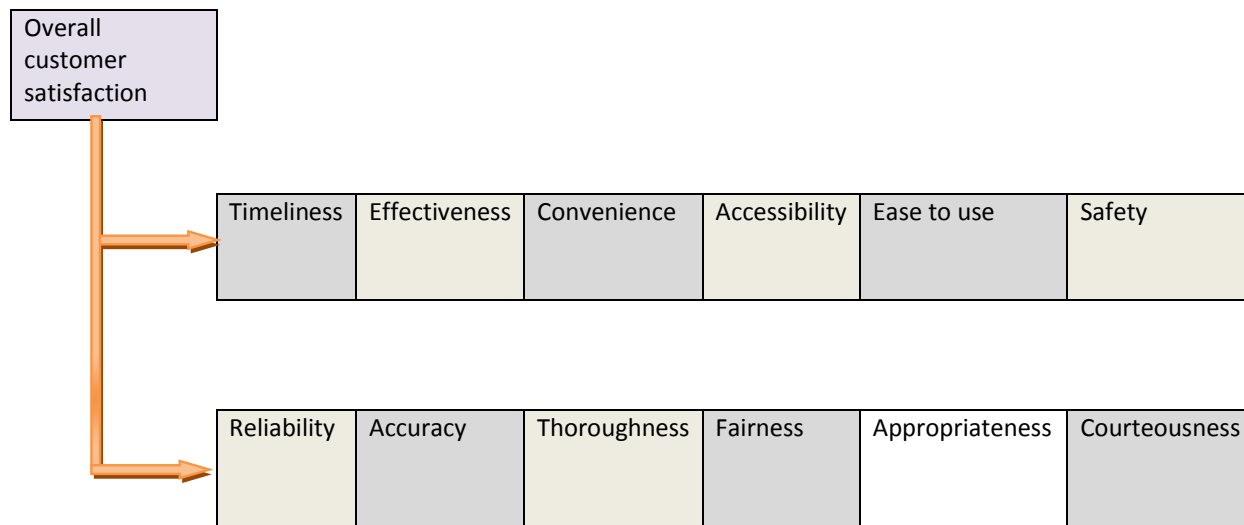 Overall
customer
satisfaction
Timeliness Effectiveness Convenience Accessibility Ease to use Safety
Reliability Accuracy Thoroughness Fairness Appropriateness Courteousness